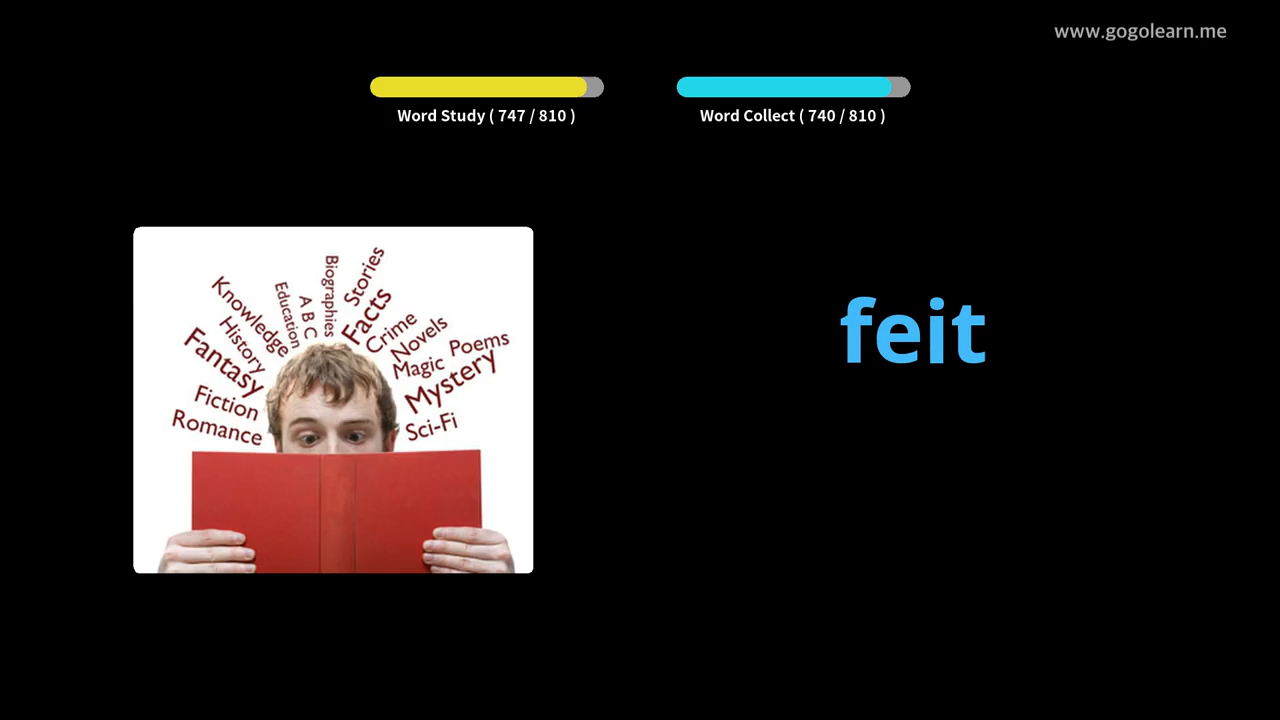 www.gogolearn.me
Word Study ( 747 / 810 )
Word Collect ( 740 / 810 )
Knowledge
Education
A B C
Biographies
Stories
Facts
Crime
Novels
Poems
Magic
Mystery
Sci-Fi
History
Fantasy
Fiction
Romance
feit